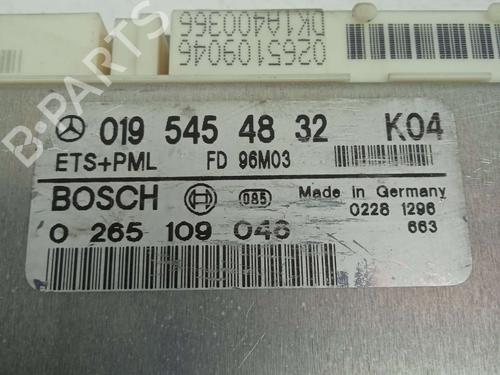 0265109046
DK1A400366
019 545 48 32 K04
ETS+PML FD 96M03
BOSCH 085 Made in Germany
0228 1296
0 265 109 046 663
B-PARTS